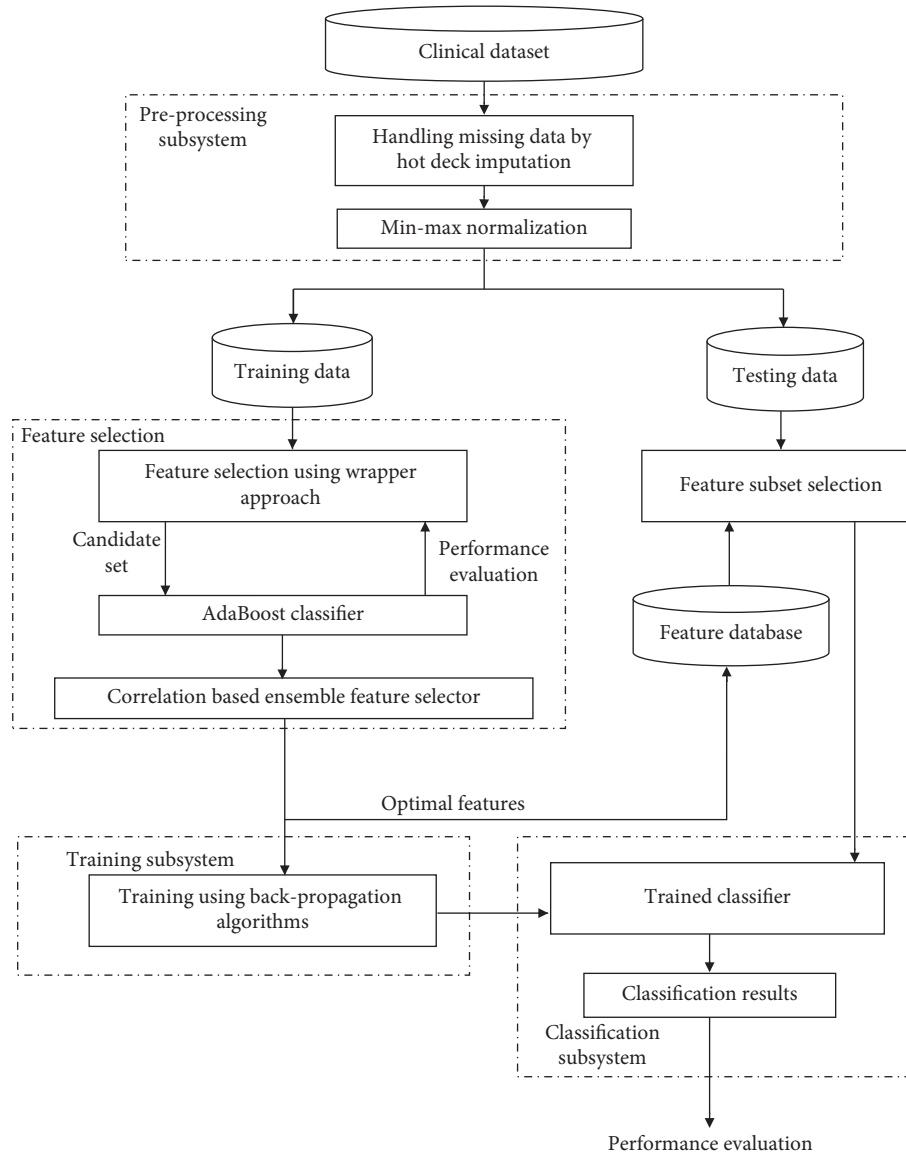 Clinical dataset
Pre-processing
subsystem
Handling missing data by
hot deck imputation
Min-max normalization
Training data
Testing data
Feature selection
Feature selection using wrapper
approach
Feature subset selection
Candidate
set
Performance
evaluation
AdaBoost classifier
Feature database
Correlation based ensemble feature selector
Optimal features
Training subsystem
Training using back-propagation
algorithms
Trained classifier
Classification results
Classification
subsystem
Performance evaluation